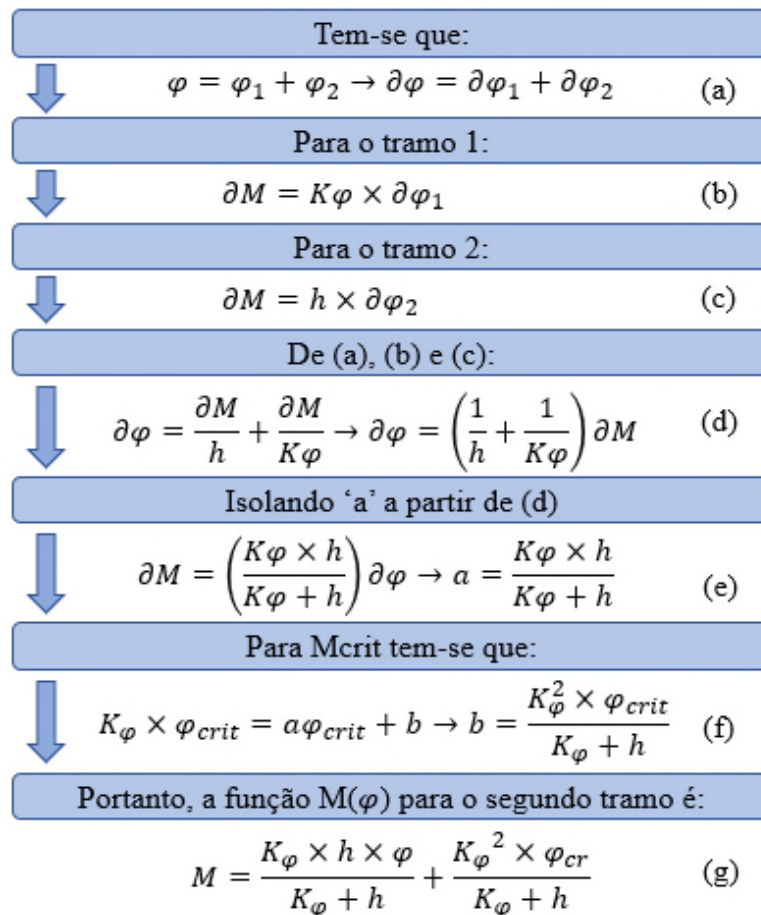 Tem-se que:
φ = φ₁ + φ₂ → ∂φ = ∂φ₁ + ∂φ₂ (a)
Para o tramo 1:
∂M = Kφ × ∂φ₁ (b)
Para o tramo 2:
∂M = h × ∂φ₂ (c)
De (a), (b) e (c):
∂φ = ∂M/h + ∂M/Kφ → ∂φ = (1/h + 1/Kφ) ∂M (d)
Isolando ‘a’ a partir de (d)
∂M = ((Kφ × h)/(Kφ + h)) ∂φ → a = (Kφ × h)/(Kφ + h) (e)
Para Mcrit tem-se que:
K_φ × φ_crit = aφ_crit + b → b = (K_φ² × φ_crit)/(K_φ + h) (f)
Portanto, a função M(φ) para o segundo tramo é:
M = (K_φ × h × φ)/(K_φ + h) + (K_φ² × φ_cr)/(K_φ + h) (g)